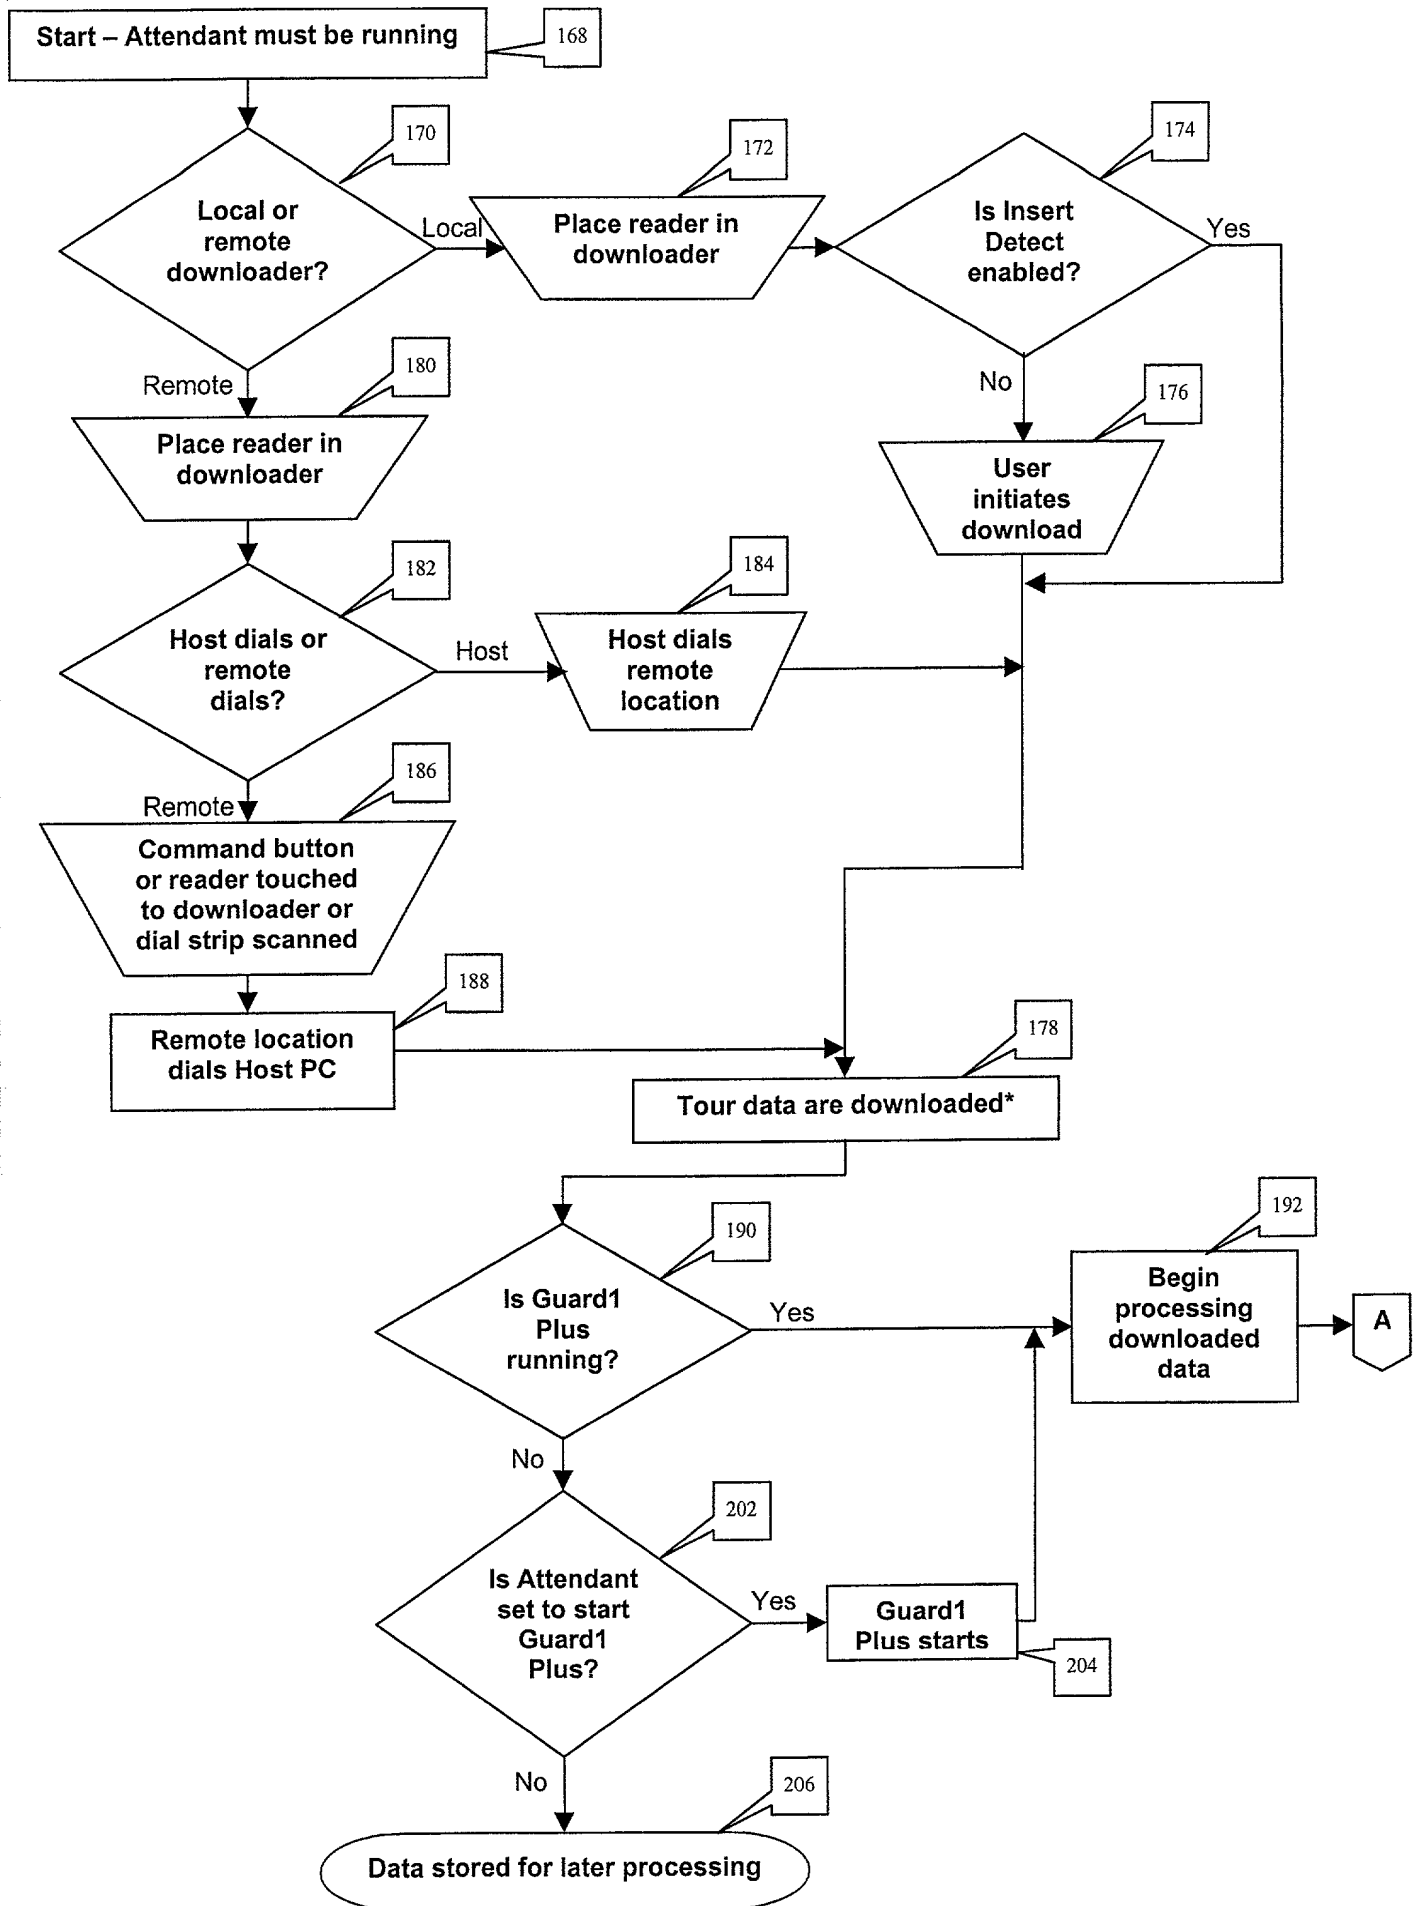 Start – Attendant must be running
168
170
172
174
Local or
remote
downloader?
Local
Place reader in
downloader
Is Insert
Detect
enabled?
Yes
Remote
180
No
176
Place reader in
downloader
User
initiates
download
182
184
Host dials or
remote
dials?
Host
Host dials
remote
location
Remote
186
Command button
or reader touched
to downloader or
dial strip scanned
188
Remote location
dials Host PC
178
Tour data are downloaded*
190
192
Is Guard1
Plus
running?
Yes
Begin
processing
downloaded
data
A
No
202
Is Attendant
set to start
Guard1
Plus?
Yes
Guard1
Plus starts
204
No
206
Data stored for later processing